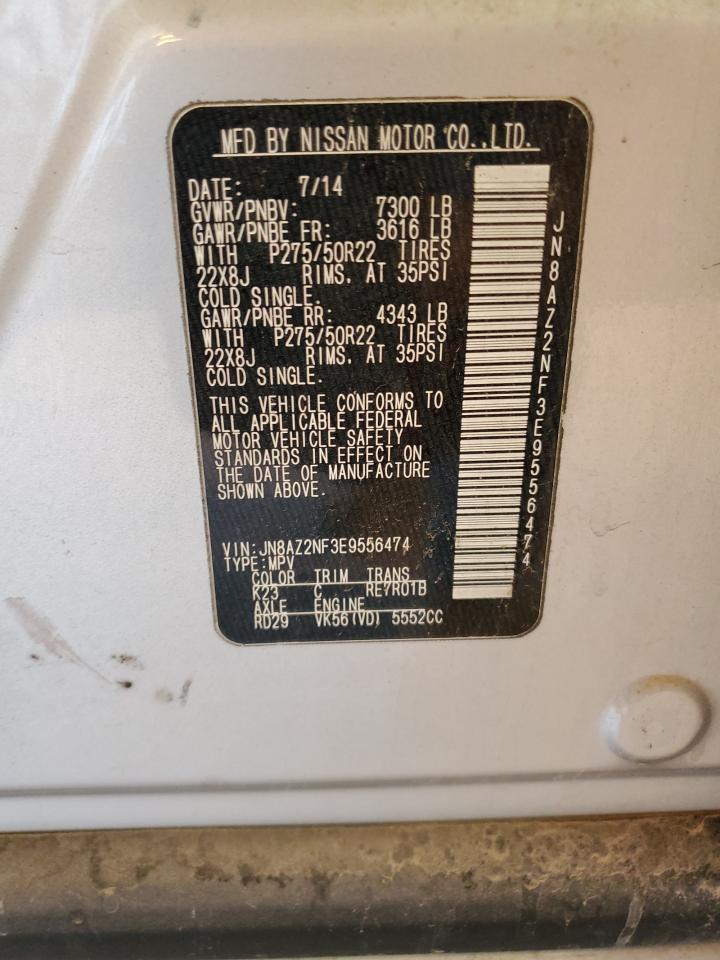 MFD BY NISSAN MOTOR CO.,LTD.
DATE: 7/14
GVWR/PNBV: 7300 LB
GAWR/PNBE FR: 3616 LB
WITH P275/50R22 TIRES
22X8J RIMS, AT 35PSI
COLD SINGLE.
GAWR/PNBE RR: 4343 LB
WITH P275/50R22 TIRES
22X8J RIMS, AT 35PSI
COLD SINGLE.
THIS VEHICLE CONFORMS TO
ALL APPLICABLE FEDERAL
MOTOR VEHICLE SAFETY
STANDARDS IN EFFECT ON
THE DATE OF MANUFACTURE
SHOWN ABOVE.
VIN:JN8AZ2NF3E9556474
TYPE:MPV
COLOR TRIM TRANS
K23 C RE7R01B
AXLE ENGINE
RD29 VK56(VD) 5552CC
JN8AZ2NF3E9556474